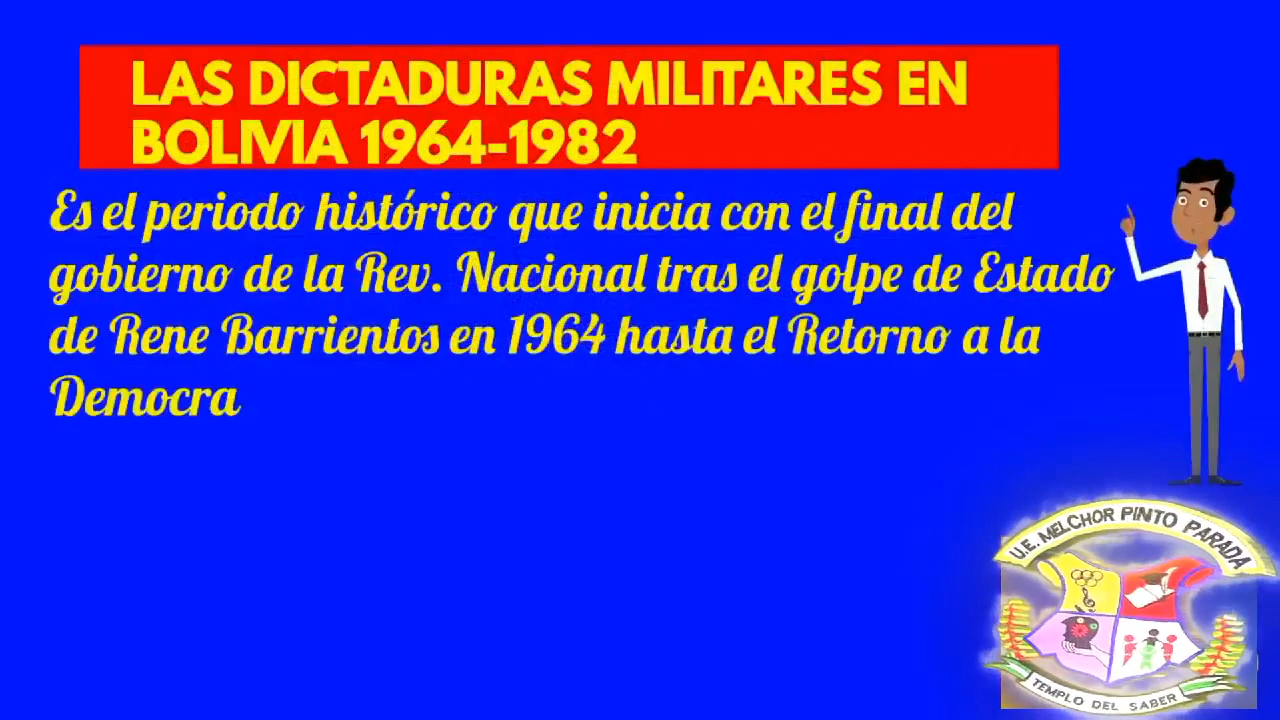 LAS DICTADURAS MILITARES EN
BOLIVIA 1964-1982
Es el periodo histórico que inicia con el final del
gobierno de la Rev. Nacional tras el golpe de Estado
de Rene Barrientos en 1964 hasta el Retorno a la
Democra
U.E. MELCHOR PINTO PARADA
TEMPLO DEL SABER